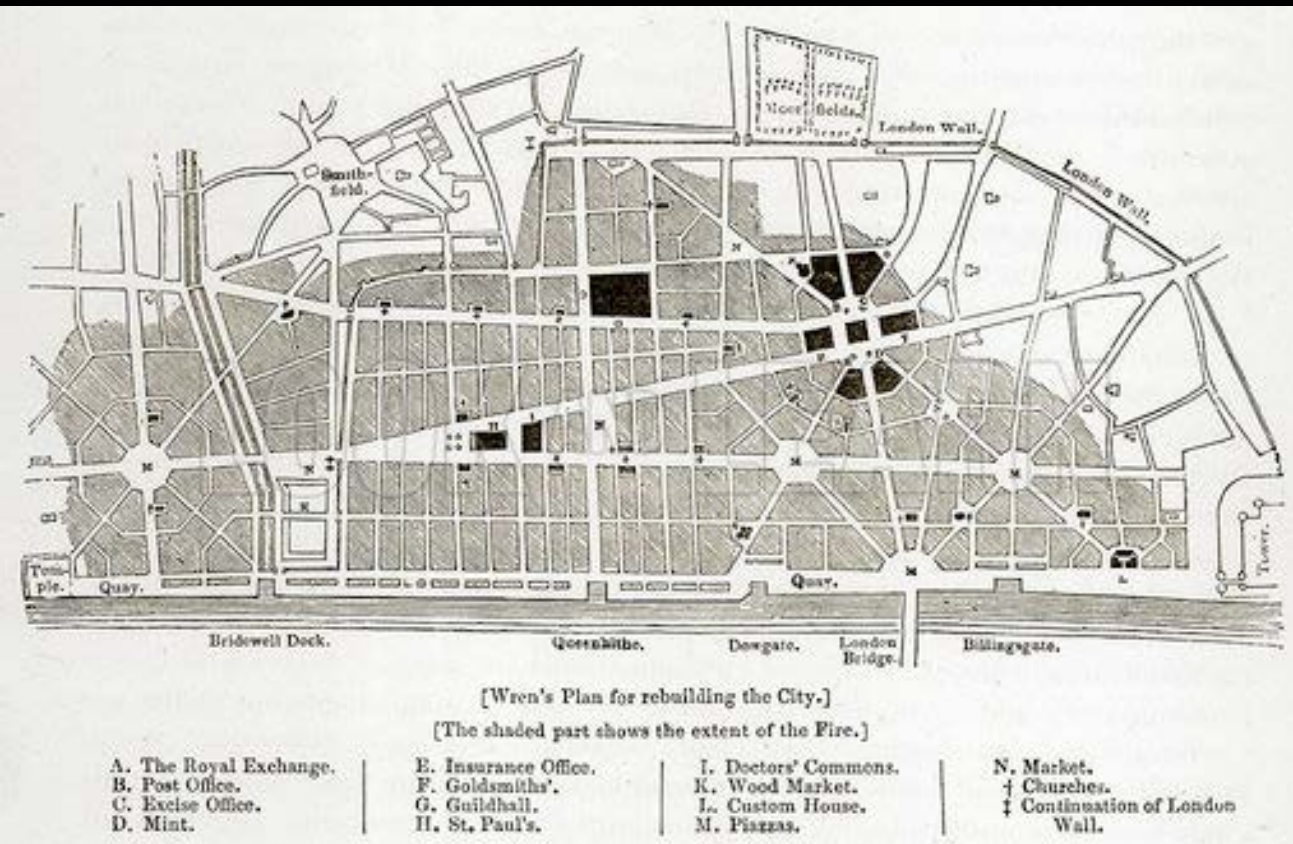 Moor fields.
London Wall.
London Wall.
Smith-
field.
N
N
N
N
H
I
M
M
M
M
K
L
Tem-
ple.
Quay.
Quay.
Tower.
Bridewell Dock.
Queenhithe.
Dowgate.
London
Bridge.
Billingsgate.
[Wren's Plan for rebuilding the City.]
[The shaded part shows the extent of the Fire.]
A. The Royal Exchange.
B. Post Office.
C. Excise Office.
D. Mint.
E. Insurance Office.
F. Goldsmiths'.
G. Guildhall.
H. St. Paul's.
I. Doctors' Commons.
K. Wood Market.
L. Custom House.
M. Piazzas.
N. Market.
† Churches.
‡ Continuation of London
Wall.